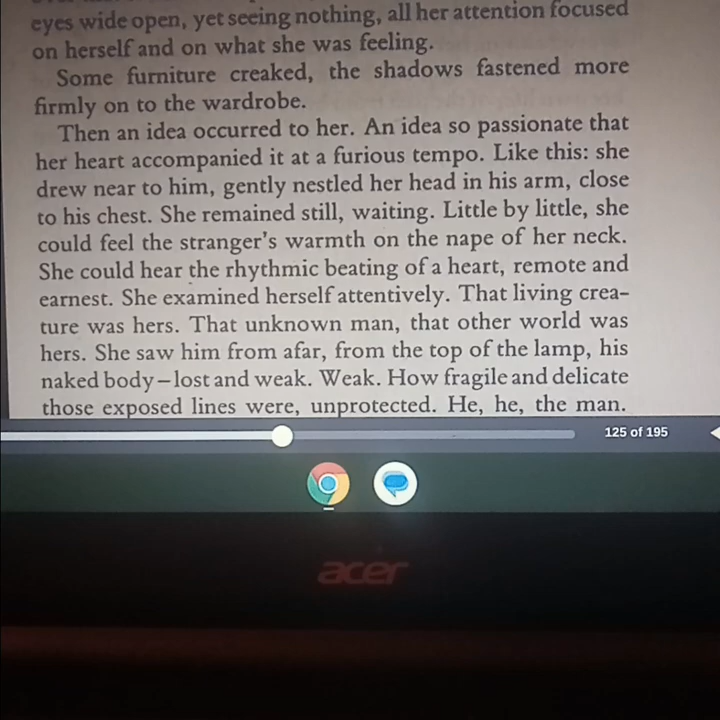 eyes wide open, yet seeing nothing, all her attention focused
on herself and on what she was feeling.
Some furniture creaked, the shadows fastened more
firmly on to the wardrobe.
Then an idea occurred to her. An idea so passionate that
her heart accompanied it at a furious tempo. Like this: she
drew near to him, gently nestled her head in his arm, close
to his chest. She remained still, waiting. Little by little, she
could feel the stranger's warmth on the nape of her neck.
She could hear the rhythmic beating of a heart, remote and
earnest. She examined herself attentively. That living crea-
ture was hers. That unknown man, that other world was
hers. She saw him from afar, from the top of the lamp, his
naked body–lost and weak. Weak. How fragile and delicate
those exposed lines were, unprotected. He, he, the man.
125 of 195
acer